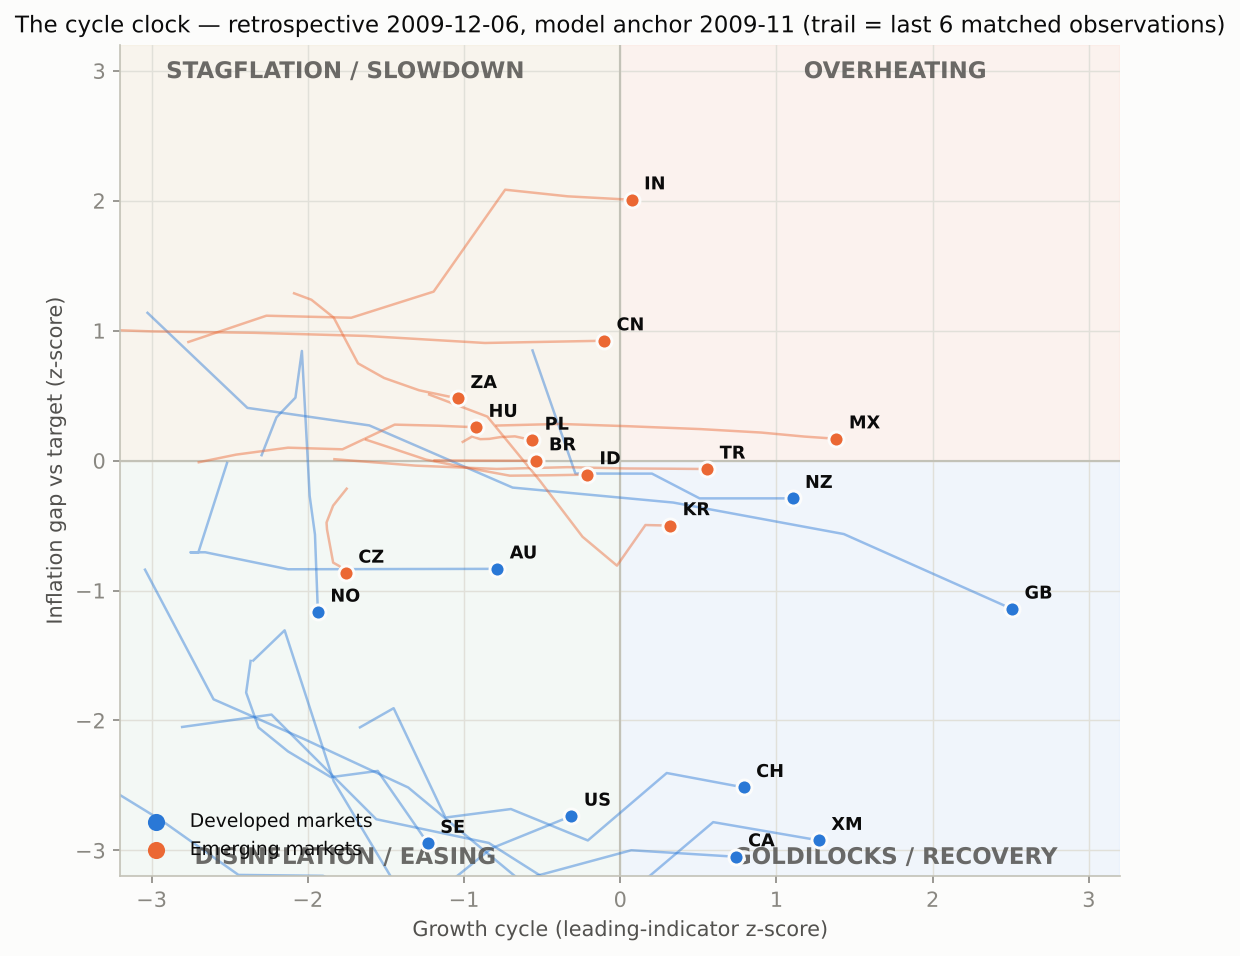 The cycle clock — retrospective 2009-12-06, model anchor 2009-11 (trail = last 6 matched observations)
STAGFLATION / SLOWDOWN
OVERHEATING
3
2
1
0
−1
−2
−3
Inflation gap vs target (z-score)
IN
CN
ZA
HU
PL
BR
MX
ID
TR
NZ
KR
CZ
AU
NO
GB
CH
US
SE
XM
CA
Developed markets
Emerging markets
DISINFLATION / EASING
GOLDILOCKS / RECOVERY
−3
−2
−1
0
1
2
3
Growth cycle (leading-indicator z-score)